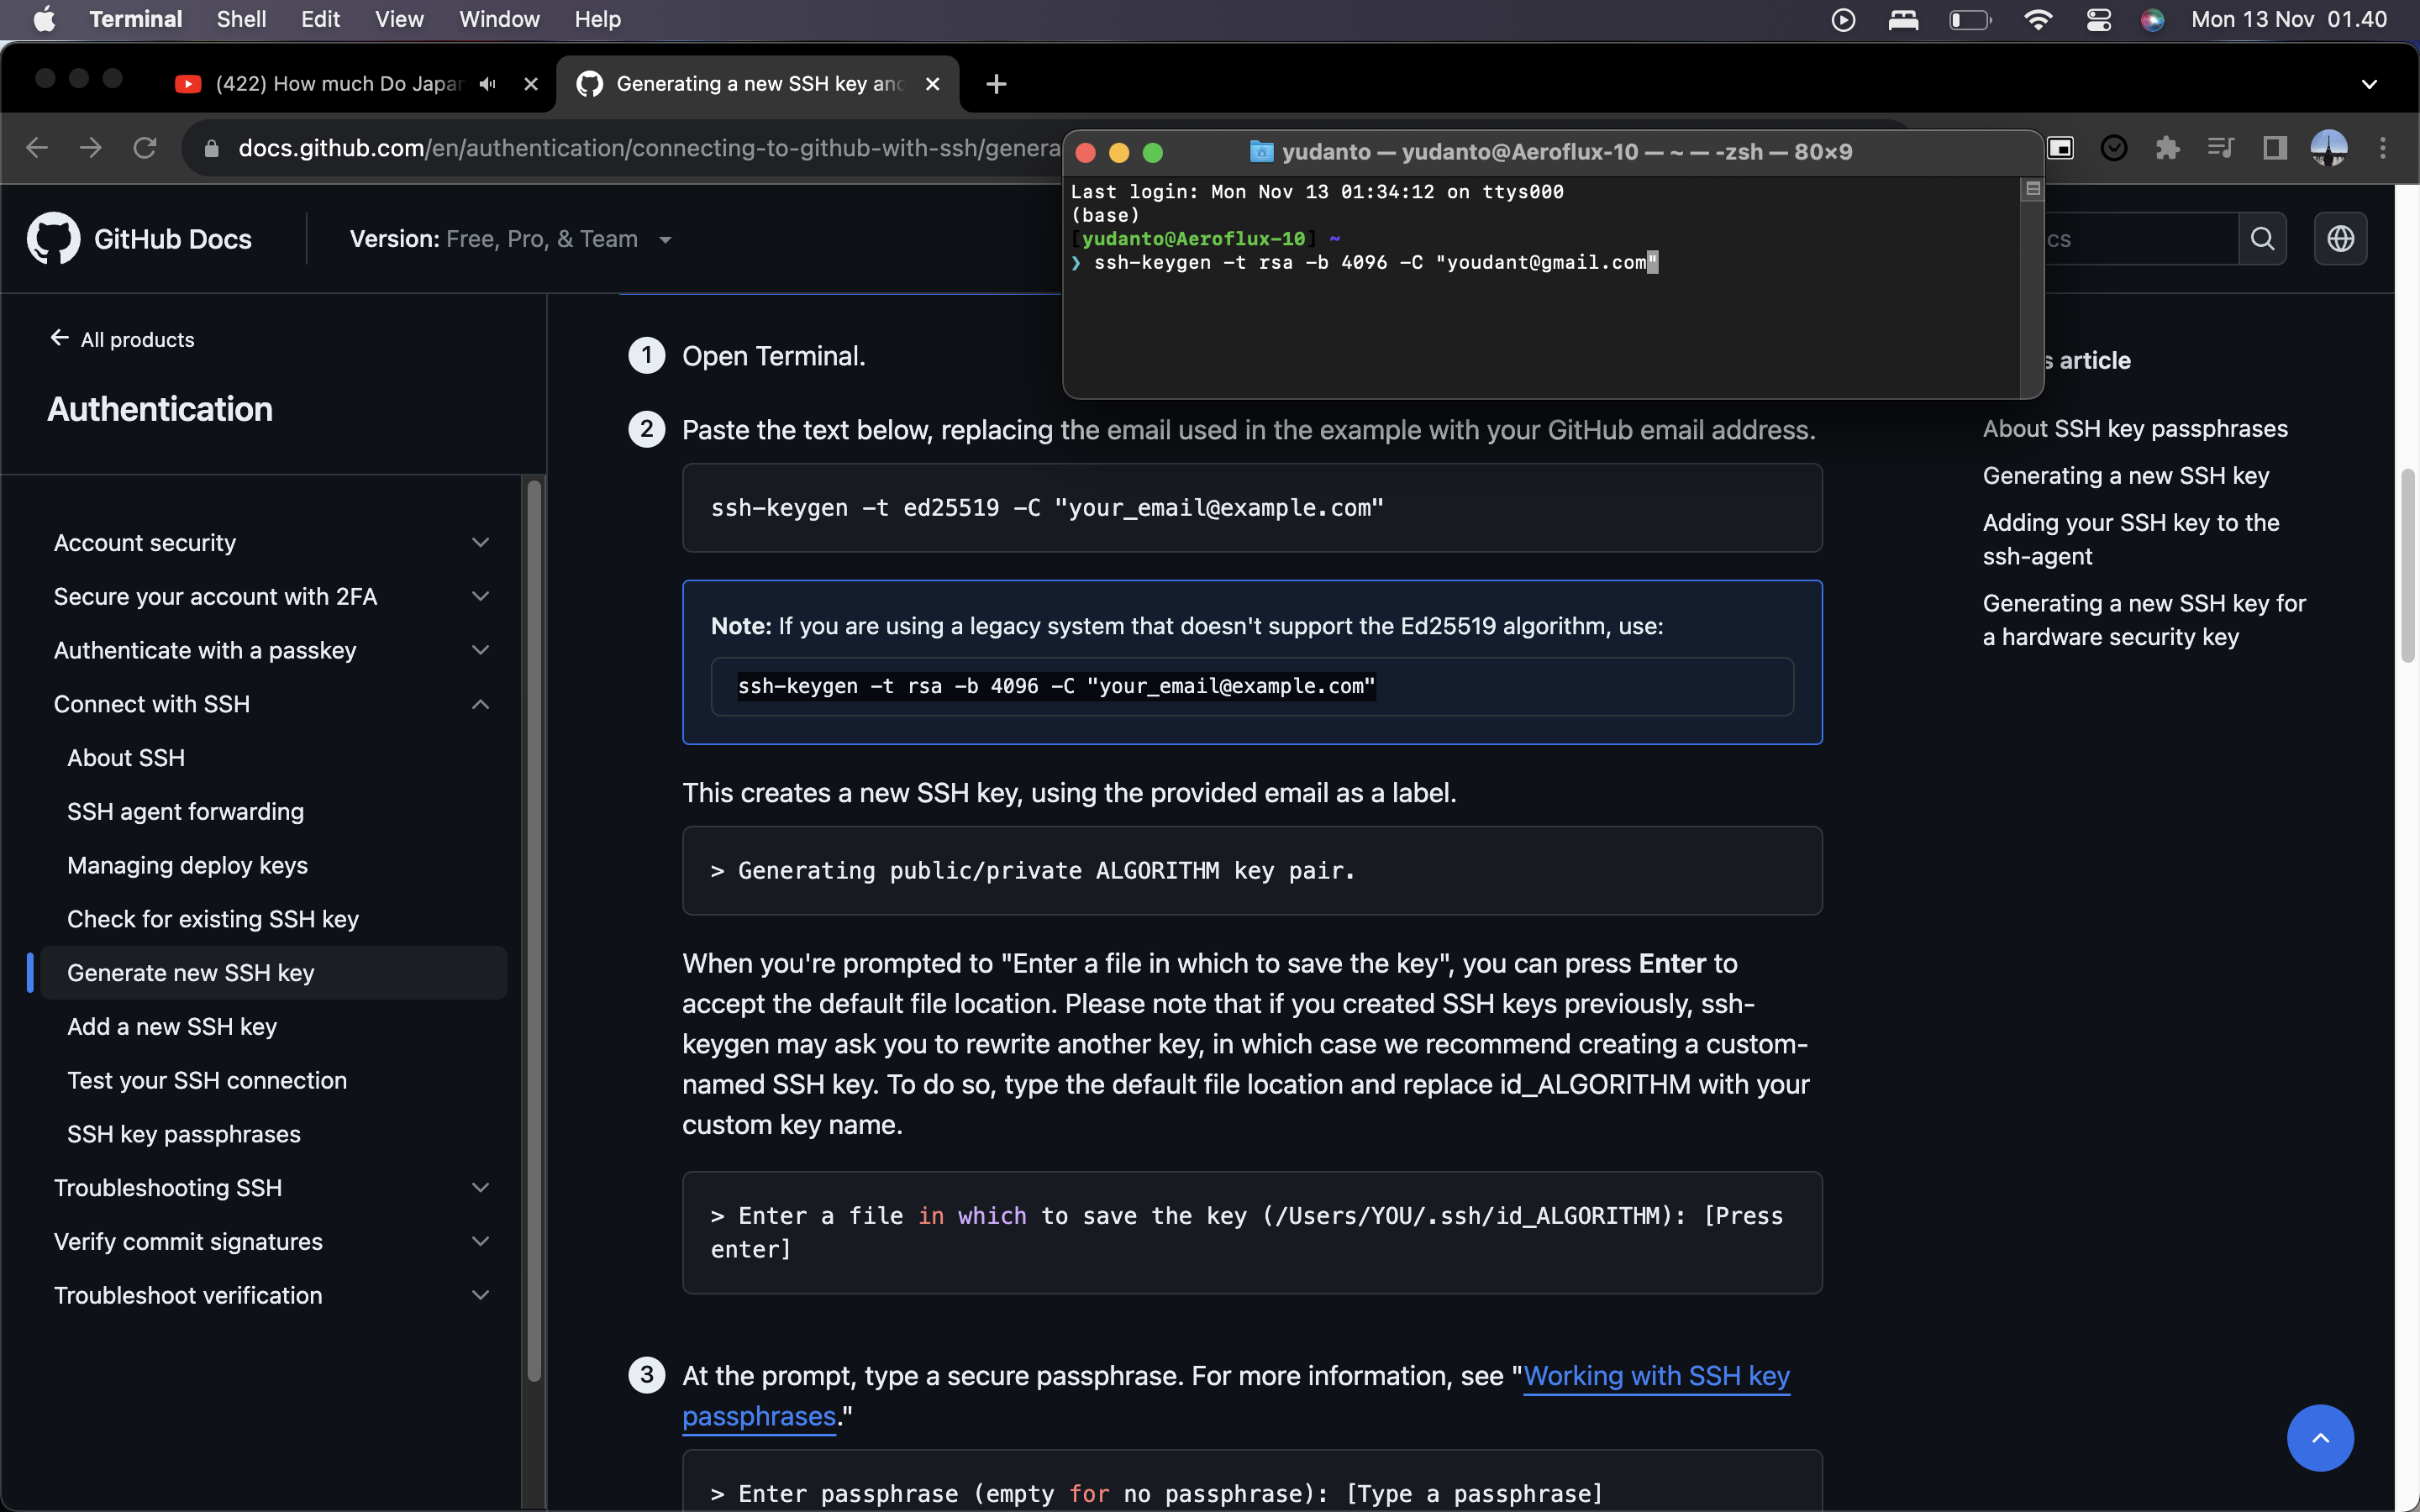 Terminal Shell Edit View Window Help Mon 13 Nov 01.40
(422) How much Do Japan Generating a new SSH key and
docs.github.com/en/authentication/connecting-to-github-with-ssh/genera
yudanto — yudanto@Aeroflux-10 — ~ — -zsh — 80×9
Last login: Mon Nov 13 01:34:12 on ttys000
(base)
[yudanto@Aeroflux-10] ~
❯ ssh-keygen -t rsa -b 4096 -C "youdant@gmail.com"
GitHub Docs
Version: Free, Pro, & Team
cs
All products
Authentication
Account security
Secure your account with 2FA
Authenticate with a passkey
Connect with SSH
About SSH
SSH agent forwarding
Managing deploy keys
Check for existing SSH key
Generate new SSH key
Add a new SSH key
Test your SSH connection
SSH key passphrases
Troubleshooting SSH
Verify commit signatures
Troubleshoot verification
1 Open Terminal.
2 Paste the text below, replacing the email used in the example with your GitHub email address.
ssh-keygen -t ed25519 -C "your_email@example.com"
Note: If you are using a legacy system that doesn't support the Ed25519 algorithm, use:
ssh-keygen -t rsa -b 4096 -C "your_email@example.com"
This creates a new SSH key, using the provided email as a label.
> Generating public/private ALGORITHM key pair.
When you're prompted to "Enter a file in which to save the key", you can press Enter to
accept the default file location. Please note that if you created SSH keys previously, ssh-
keygen may ask you to rewrite another key, in which case we recommend creating a custom-
named SSH key. To do so, type the default file location and replace id_ALGORITHM with your
custom key name.
> Enter a file in which to save the key (/Users/YOU/.ssh/id_ALGORITHM): [Press
enter]
3 At the prompt, type a secure passphrase. For more information, see "Working with SSH key
passphrases."
> Enter passphrase (empty for no passphrase): [Type a passphrase]
s article
About SSH key passphrases
Generating a new SSH key
Adding your SSH key to the
ssh-agent
Generating a new SSH key for
a hardware security key